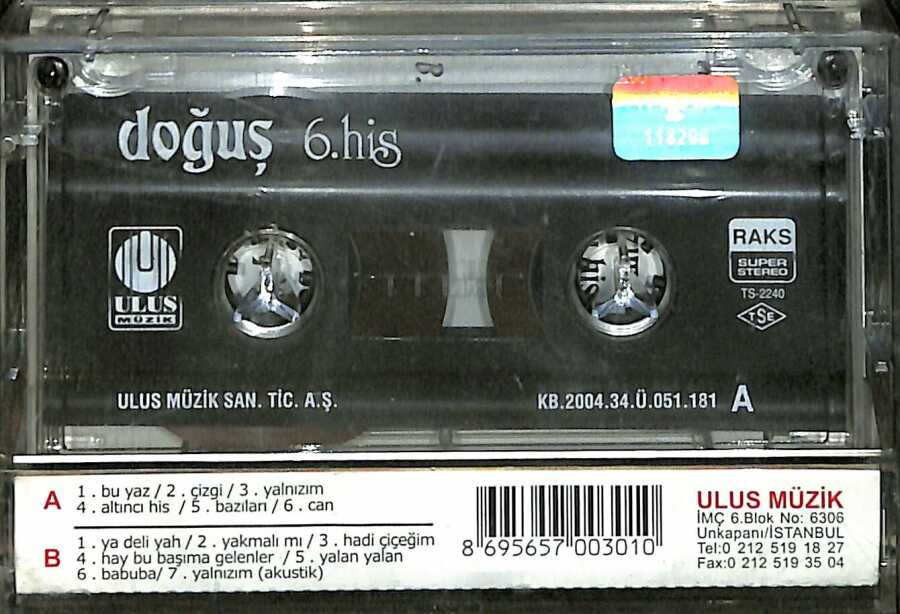 B.
doğuş 6.his
118296
ULUS
MÜZİK
RAKS
SUPER
STEREO
TS-2240
TSE
ULUS MÜZİK SAN. TİC. A.Ş.
KB.2004.34.Ü.051.181 A
A
1 . bu yaz / 2 . çizgi / 3 . yalnızım
4 . altıncı his / 5 . bazıları / 6 . can
B
1 . ya deli yah / 2 . yakmalı mı / 3 . hadi çiçeğim
4 . hay bu başıma gelenler / 5 . yalan yalan
6 . babuba/ 7 . yalnızım (akustik)
8 695657 003010
ULUS MÜZİK
İMÇ 6.Blok No: 6306
Unkapanı/İSTANBUL
Tel:0 212 519 18 27
Fax:0 212 519 35 04